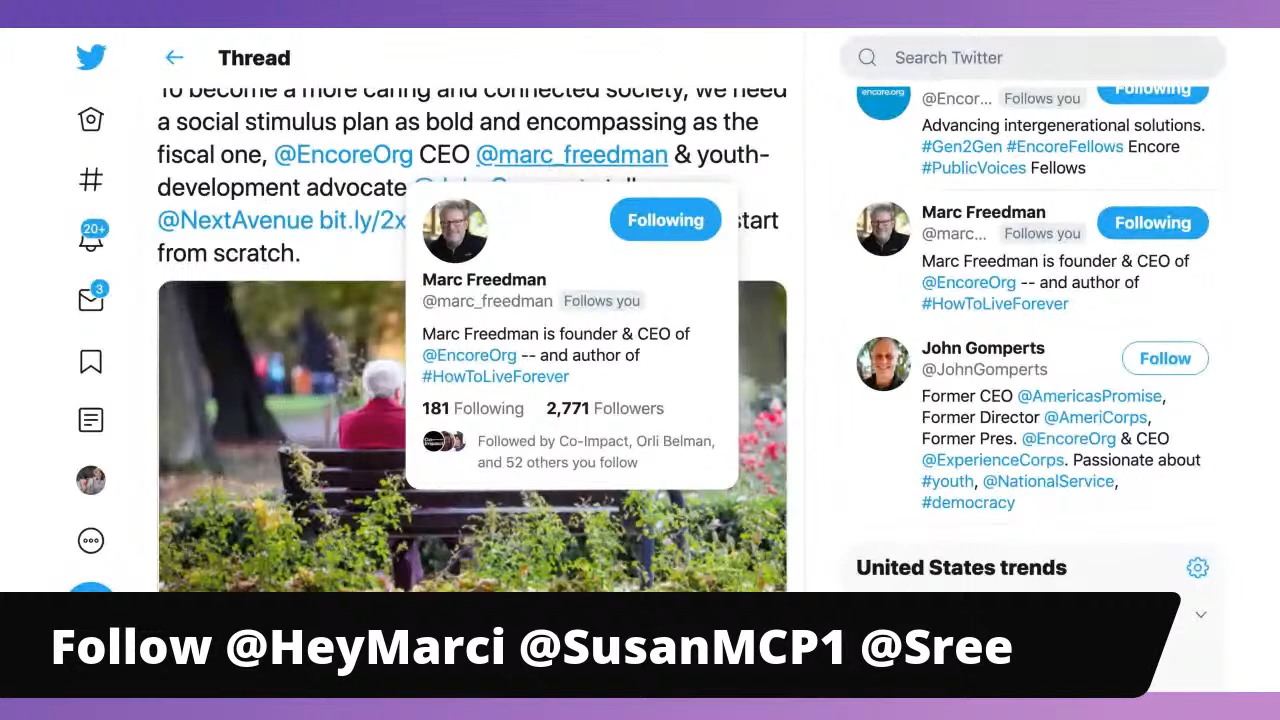 Thread
Search Twitter
To become a more caring and connected society, we need
a social stimulus plan as bold and encompassing as the
fiscal one, @EncoreOrg CEO @marc_freedman & youth-
development advocate
@NextAvenue bit.ly/2x
start
from scratch.
20+
3
Following
Marc Freedman
@marc_freedman Follows you
Marc Freedman is founder & CEO of
@EncoreOrg -- and author of
#HowToLiveForever
181 Following 2,771 Followers
Followed by Co-Impact, Orli Belman,
and 52 others you follow
encore.org
@Encor... Follows you
Following
Advancing intergenerational solutions.
#Gen2Gen #EncoreFellows Encore
#PublicVoices Fellows
Marc Freedman
@marc... Follows you
Following
Marc Freedman is founder & CEO of
@EncoreOrg -- and author of
#HowToLiveForever
John Gomperts
@JohnGomperts
Follow
Former CEO @AmericasPromise,
Former Director @AmeriCorps,
Former Pres. @EncoreOrg & CEO
@ExperienceCorps. Passionate about
#youth, @NationalService,
#democracy
United States trends
Follow @HeyMarci @SusanMCP1 @Sree